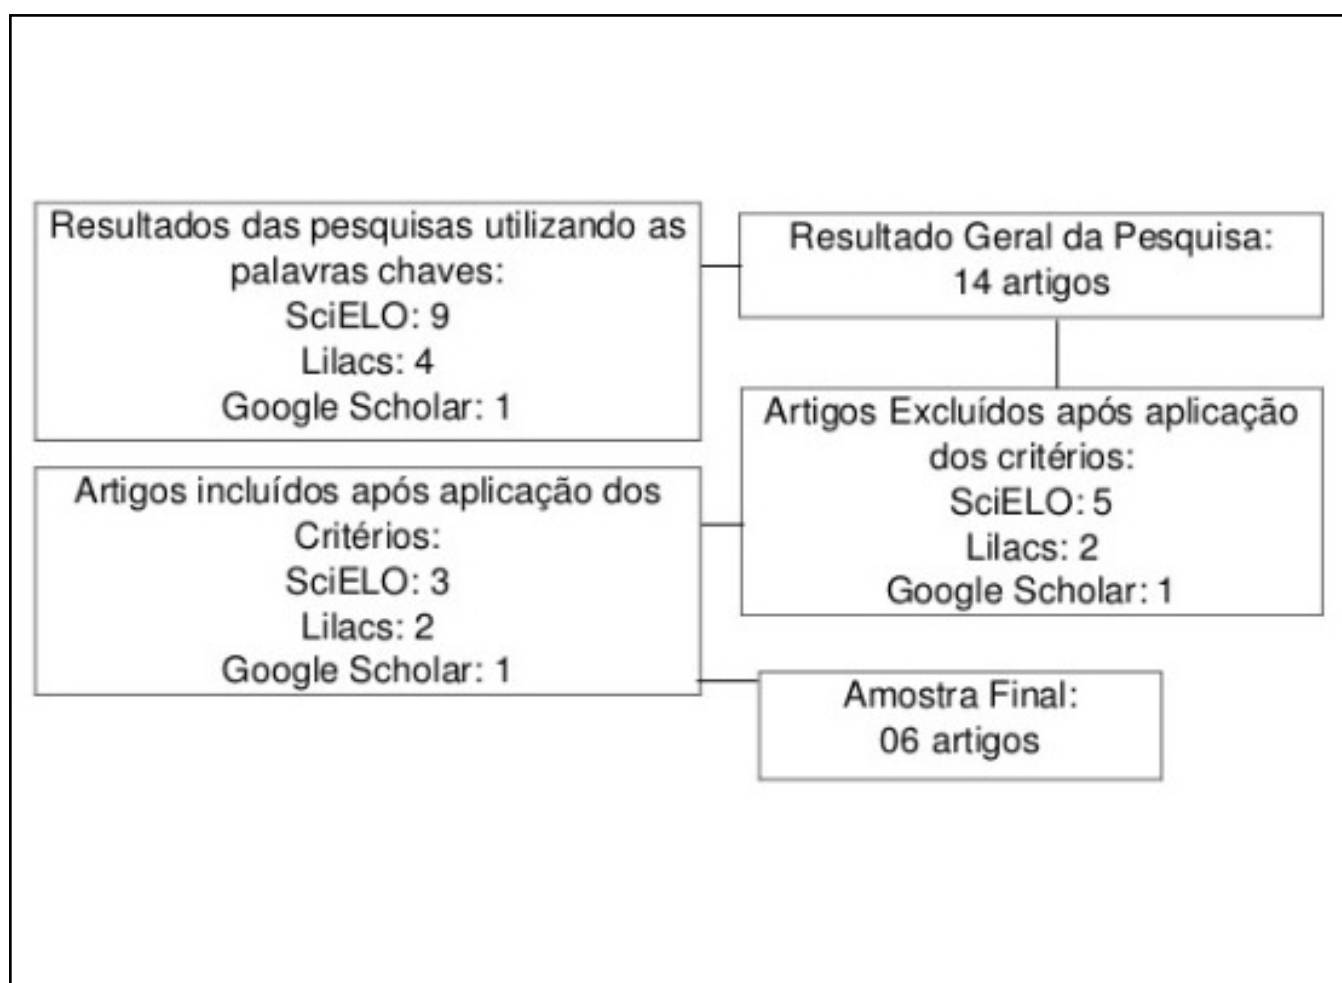 Resultados das pesquisas utilizando as
palavras chaves:
SciELO: 9
Lilacs: 4
Google Scholar: 1
Resultado Geral da Pesquisa:
14 artigos
Artigos Excluídos após aplicação
dos critérios:
SciELO: 5
Lilacs: 2
Google Scholar: 1
Artigos incluídos após aplicação dos
Critérios:
SciELO: 3
Lilacs: 2
Google Scholar: 1
Amostra Final:
06 artigos